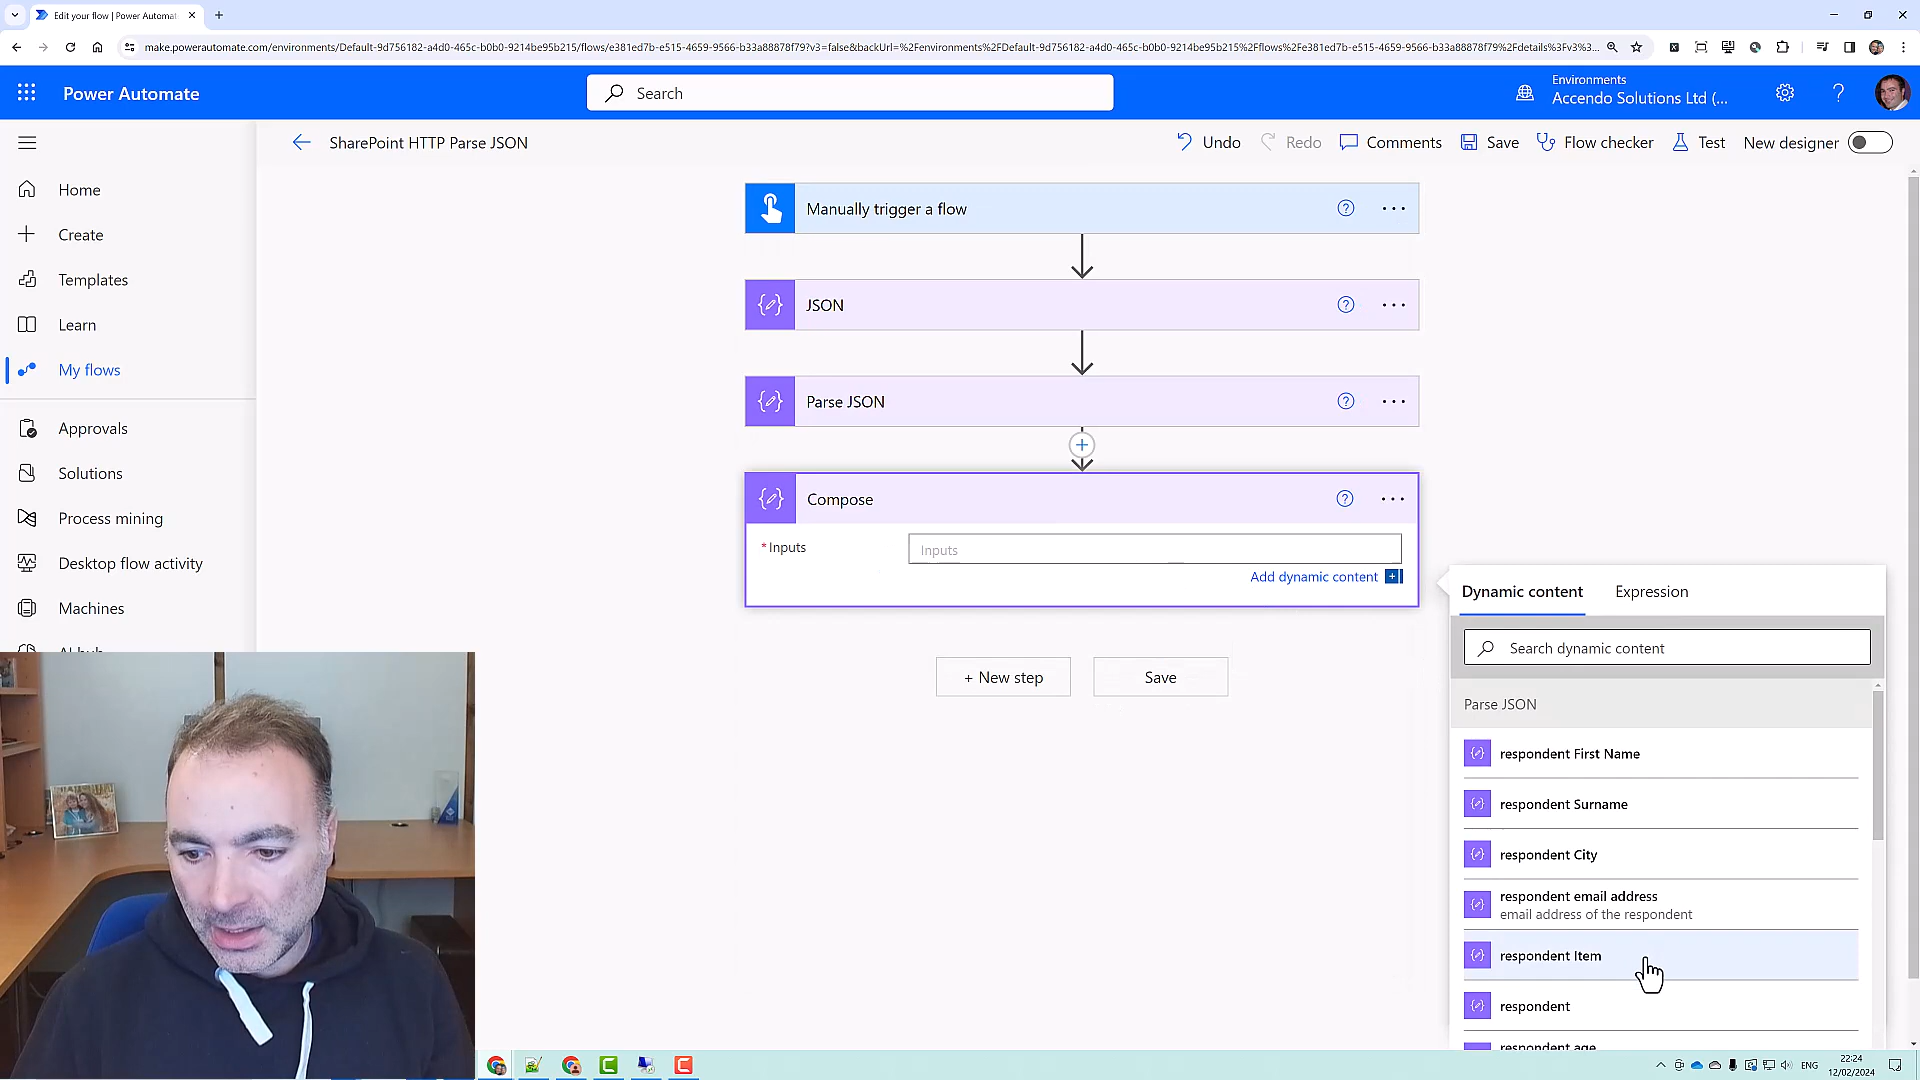 Edit your flow | Power Automat
make.powerautomate.com/environments/Default-9d756182-a4d0-465c-b0b0-9214be95b215/flows/e381ed7b-e515-4659-9566-b33a88878f79?v3=false&backUrl=%2Fenvironments%2FDefault-9d756182-a4d0-465c-b0b0-9214be95b215%2Fflows%2Fe381ed7b-e515-4659-9566-b33a88878f79%2Fdetails%3Fv3%3...
Power Automate
Search
Environments
Accendo Solutions Ltd (...
SharePoint HTTP Parse JSON
Undo
Redo
Comments
Save
Flow checker
Test
New designer
Home
Create
Templates
Learn
My flows
Approvals
Solutions
Process mining
Desktop flow activity
Machines
AI hub
Manually trigger a flow
JSON
Parse JSON
Compose
*Inputs
Inputs
Add dynamic content
+ New step
Save
Dynamic content
Expression
Search dynamic content
Parse JSON
respondent First Name
respondent Surname
respondent City
respondent email address
email address of the respondent
respondent Item
respondent
respondent age
ENG
22:24
12/02/2024